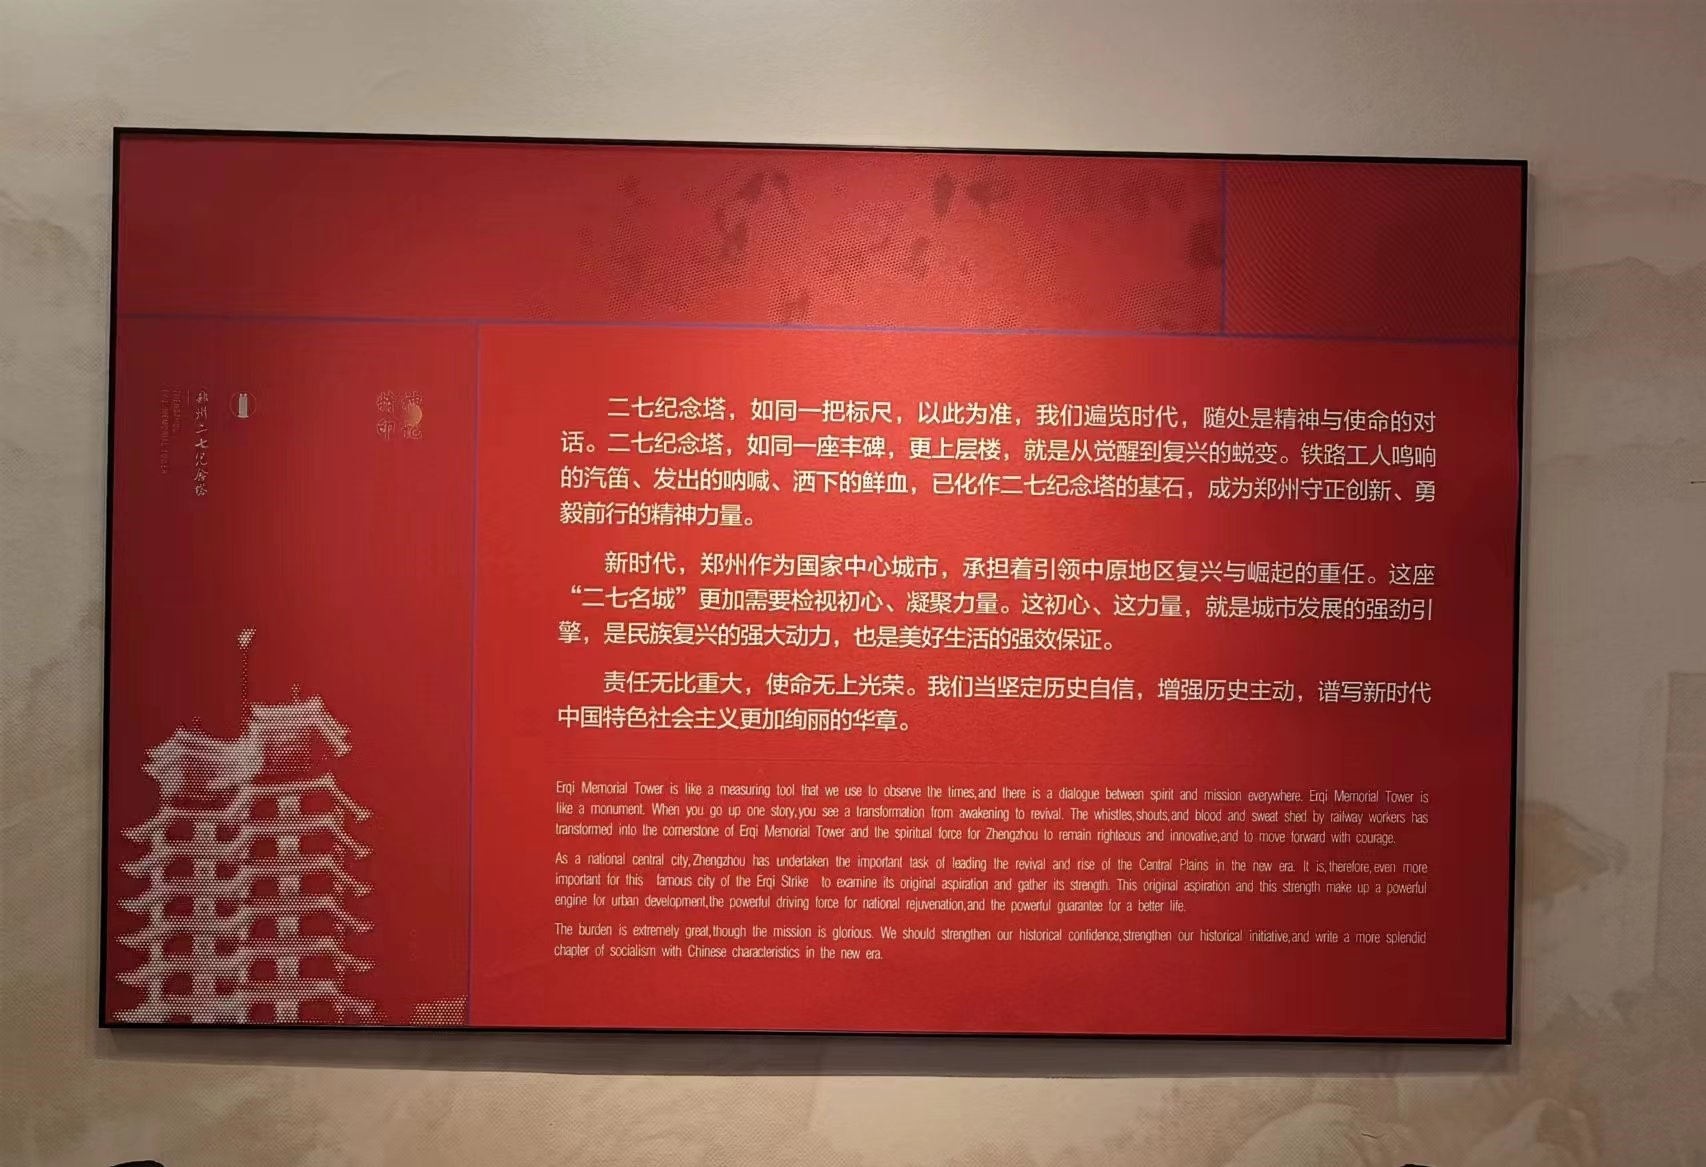 郑州二七纪念塔
二七纪念塔，如同一把标尺，以此为准，我们遍览时代，随处是精神与使命的对
话。二七纪念塔，如同一座丰碑，更上层楼，就是从觉醒到复兴的蜕变。铁路工人鸣响
的汽笛、发出的呐喊、洒下的鲜血，已化作二七纪念塔的基石，成为郑州守正创新、勇
毅前行的精神力量。
新时代，郑州作为国家中心城市，承担着引领中原地区复兴与崛起的重任。这座
“二七名城”更加需要检视初心、凝聚力量。这初心、这力量，就是城市发展的强劲引
擎，是民族复兴的强大动力，也是美好生活的强效保证。
责任无比重大，使命无上光荣。我们当坚定历史自信，增强历史主动，谱写新时代
中国特色社会主义更加绚丽的华章。
Erqi Memorial Tower is like a measuring tool that we use to observe the times,and there is a dialogue between spirit and mission everywhere. Erqi Memorial Tower is
like a monument. When you go up one story,you see a transformation from awakening to revival. The whistles,shouts,and blood and sweat shed by railway workers has
transformed into the cornerstone of Erqi Memorial Tower and the spiritual force for Zhengzhou to remain righteous and innovative,and to move forward with courage.
As a national central city,Zhengzhou has undertaken the important task of leading the revival and rise of the Central Plains in the new era. It is,therefore,even more
important for this famous city of the Erqi Strike to examine its original aspiration and gather its strength. This original aspiration and this strength make up a powerful
engine for urban development,the powerful driving force for national rejuvenation,and the powerful guarantee for a better life.
The burden is extremely great,though the mission is glorious. We should strengthen our historical confidence,strengthen our historical initiative,and write a more splendid
chapter of socialism with Chinese characteristics in the new era.